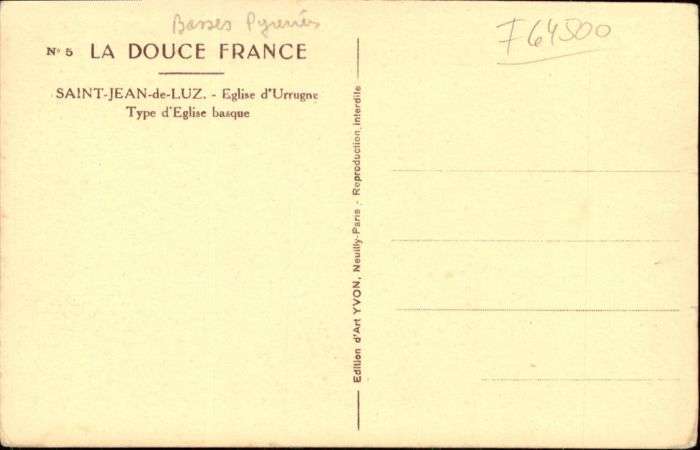 Basses Pyrénées
F64500
Nº 5 LA DOUCE FRANCE
SAINT-JEAN-de-LUZ. - Eglise d'Urrugne
Type d'Eglise basque
Edition d'Art YVON, Neuilly-Paris - Reproduction interdite